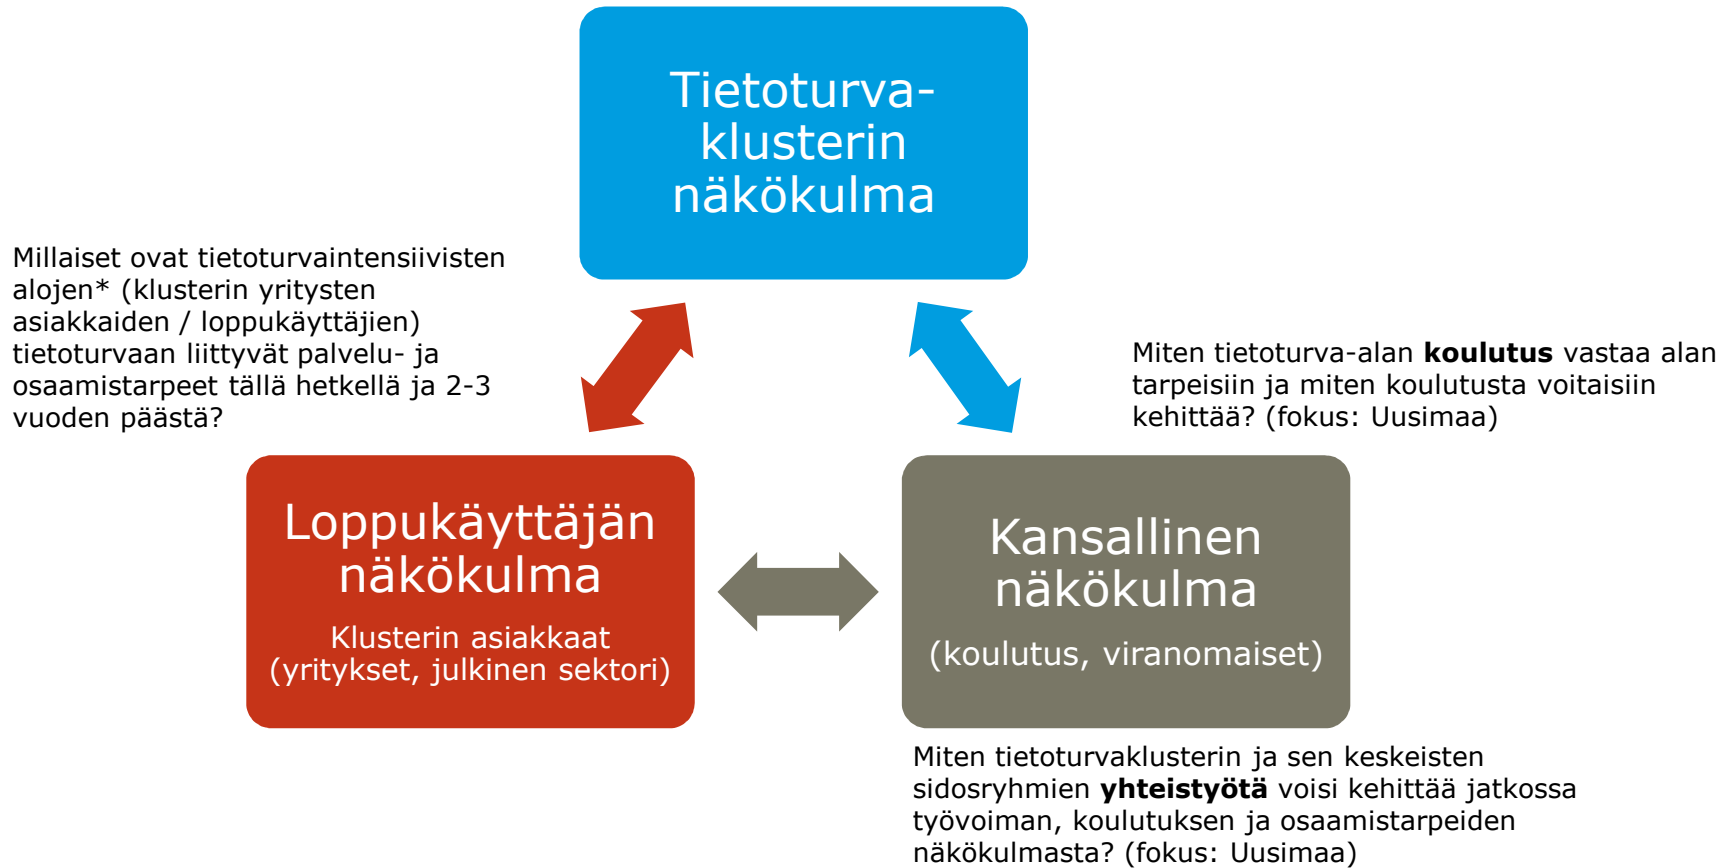 Tietoturva-
klusterin
näkökulma
Millaiset ovat tietoturvaintensiivisten
alojen* (klusterin yritysten
asiakkaiden / loppukäyttäjien)
tietoturvaan liittyvät palvelu- ja
osaamistarpeet tällä hetkellä ja 2-3
vuoden päästä?
Miten tietoturva-alan koulutus vastaa alan
tarpeisiin ja miten koulutusta voitaisiin
kehittää? (fokus: Uusimaa)
Loppukäyttäjän
näkökulma
Klusterin asiakkaat
(yritykset, julkinen sektori)
Kansallinen
näkökulma
(koulutus, viranomaiset)
Miten tietoturvaklusterin ja sen keskeisten
sidosryhmien yhteistyötä voisi kehittää jatkossa
työvoiman, koulutuksen ja osaamistarpeiden
näkökulmasta? (fokus: Uusimaa)